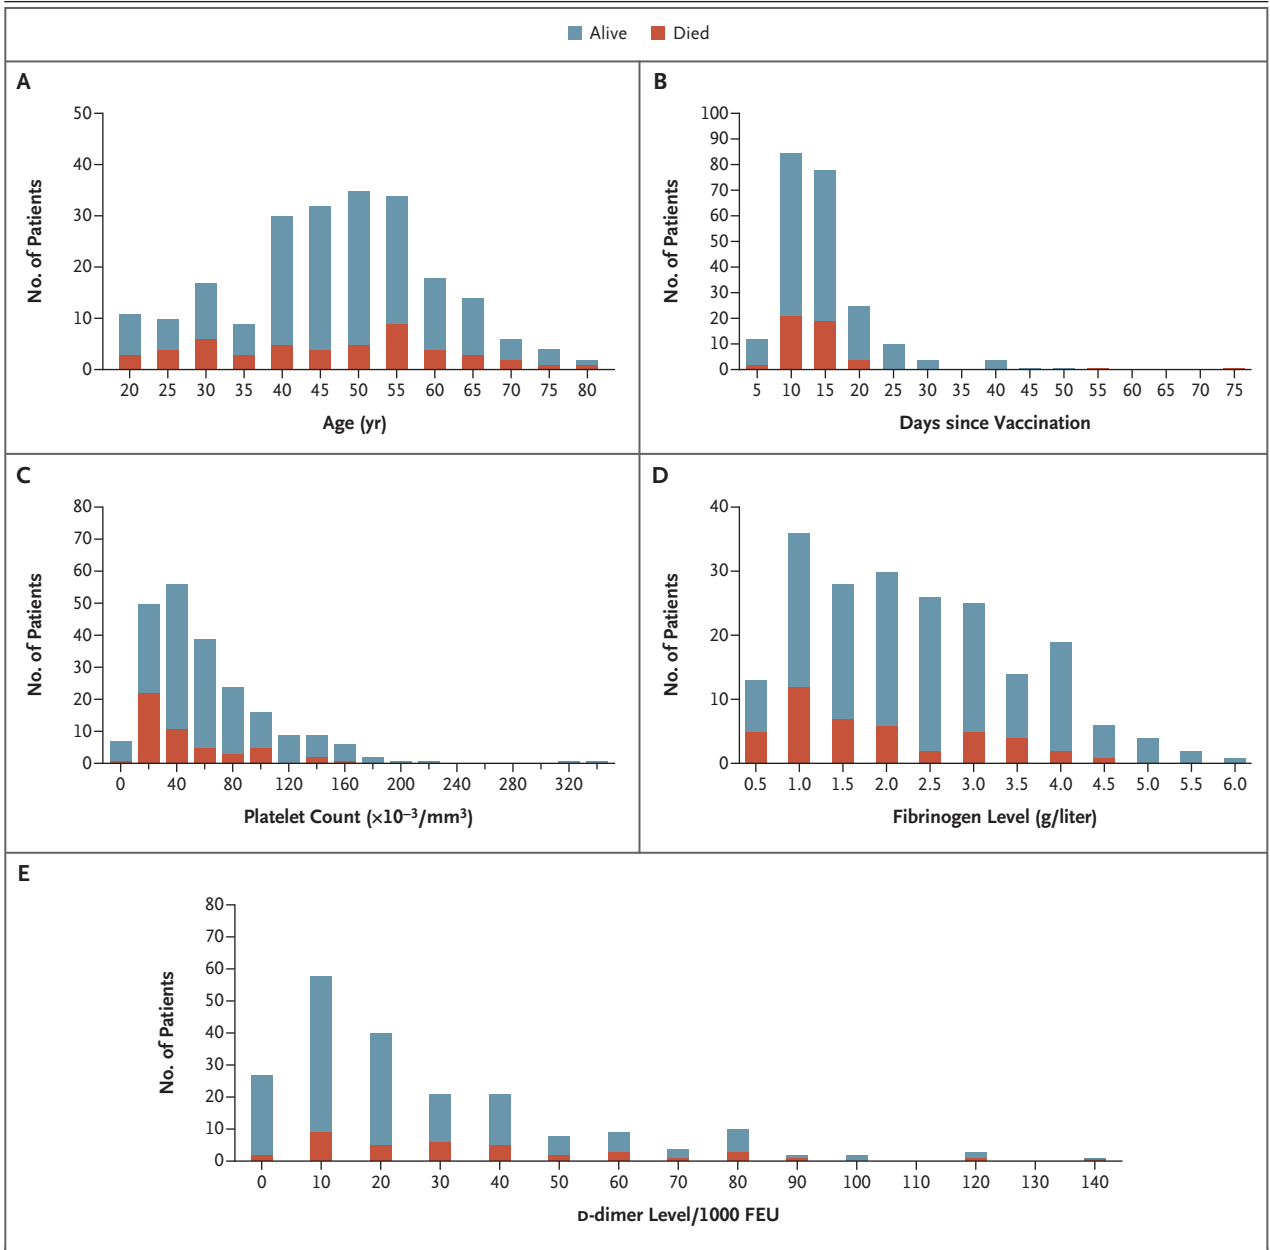 Alive Died
A
50
40
30
20
10
0
No. of Patients
20 25 30 35 40 45 50 55 60 65 70 75 80
Age (yr)
B
100
90
80
70
60
50
40
30
20
10
0
No. of Patients
5 10 15 20 25 30 35 40 45 50 55 60 65 70 75
Days since Vaccination
C
80
70
60
50
40
30
20
10
0
No. of Patients
0 40 80 120 160 200 240 280 320
Platelet Count (×10⁻³/mm³)
D
40
30
20
10
0
No. of Patients
0.5 1.0 1.5 2.0 2.5 3.0 3.5 4.0 4.5 5.0 5.5 6.0
Fibrinogen Level (g/liter)
E
80
70
60
50
40
30
20
10
0
No. of Patients
0 10 20 30 40 50 60 70 80 90 100 110 120 130 140
D-dimer Level/1000 FEU